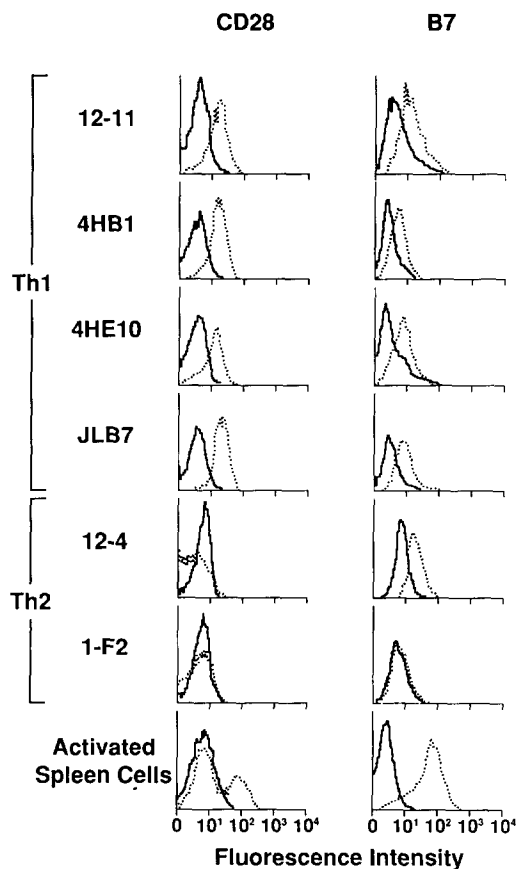 CD28 B7
12-11
4HB1
Th1
4HE10
JLB7
12-4
Th2
1-F2
Activated
Spleen Cells
0 10¹ 10² 10³ 10⁴ 0 10¹ 10² 10³ 10⁴
Fluorescence Intensity